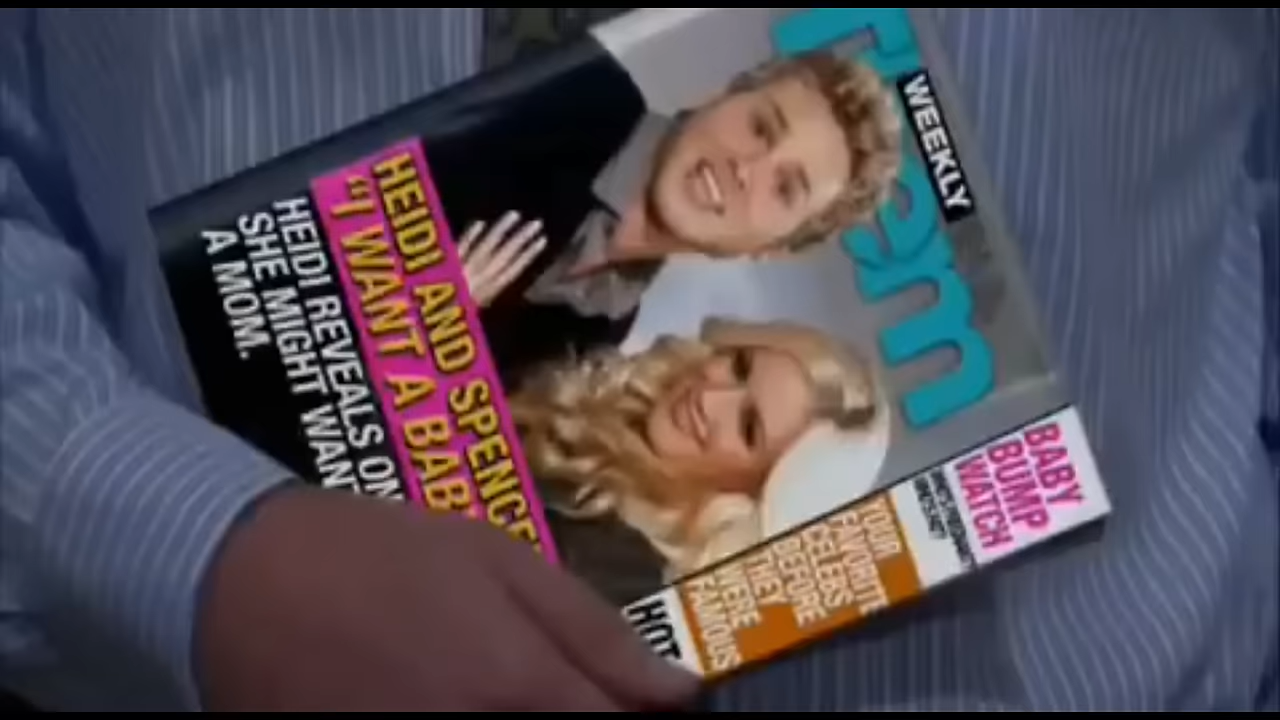 WEEKLY
HEIDI AND SPENCE
"I WANT A BAB
HEIDI REVEALS ON
SHE MIGHT WANT
A MOM.
BABY
BUMP
WATCH
YOUR
FAVORITE
CELEBS
BEFORE
THEY
WERE
FAMOUS
HOT